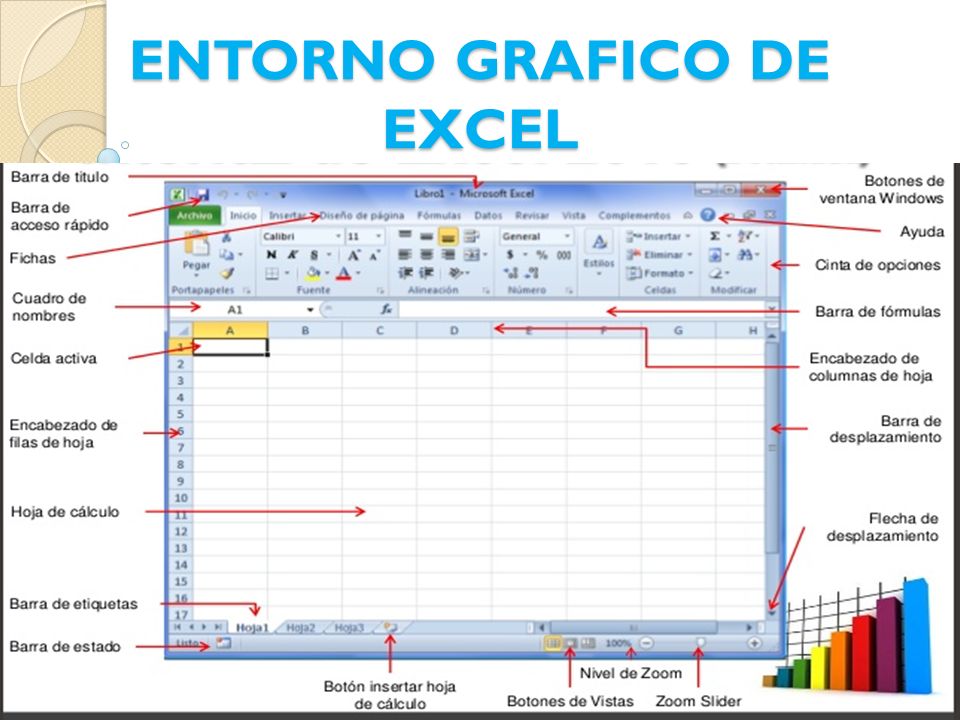 ENTORNO GRAFICO DE
EXCEL
Barra de titulo
Barra de
acceso rápido
Fichas
Cuadro de
nombres
Celda activa
Encabezado de
filas de hoja
Hoja de cálculo
Barra de etiquetas
Barra de estado
Libro1 - Microsoft Excel
Archivo Inicio Insertar Diseño de página Fórmulas Datos Revisar Vista Complementos
Calibri 11 General Insertar Σ
Pegar N K S A A $ % 000 Estilos Eliminar
Formato
Portapapeles Fuente Alineación Número Celdas Modificar
A1 fx
A B C D E F G H
1
2
3
4
5
6
7
8
9
10
11
12
13
14
15
16
17
Hoja1 Hoja2 Hoja3
Listo 100%
Botones de
ventana Windows
Ayuda
Cinta de opciones
Barra de fórmulas
Encabezado de
columnas de hoja
Barra de
desplazamiento
Flecha de
desplazamiento
Botón insertar hoja
de cálculo
Nivel de Zoom
Botones de Vistas
Zoom Slider